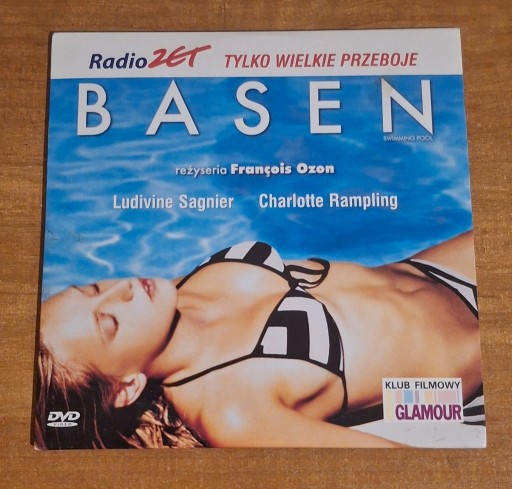 Radio ZET TYLKO WIELKIE PRZEBOJE
BASEN
SWIMMING POOL
reżyseria François Ozon
Ludivine Sagnier Charlotte Rampling
KLUB FILMOWY
GLAMOUR
DVD
VIDEO